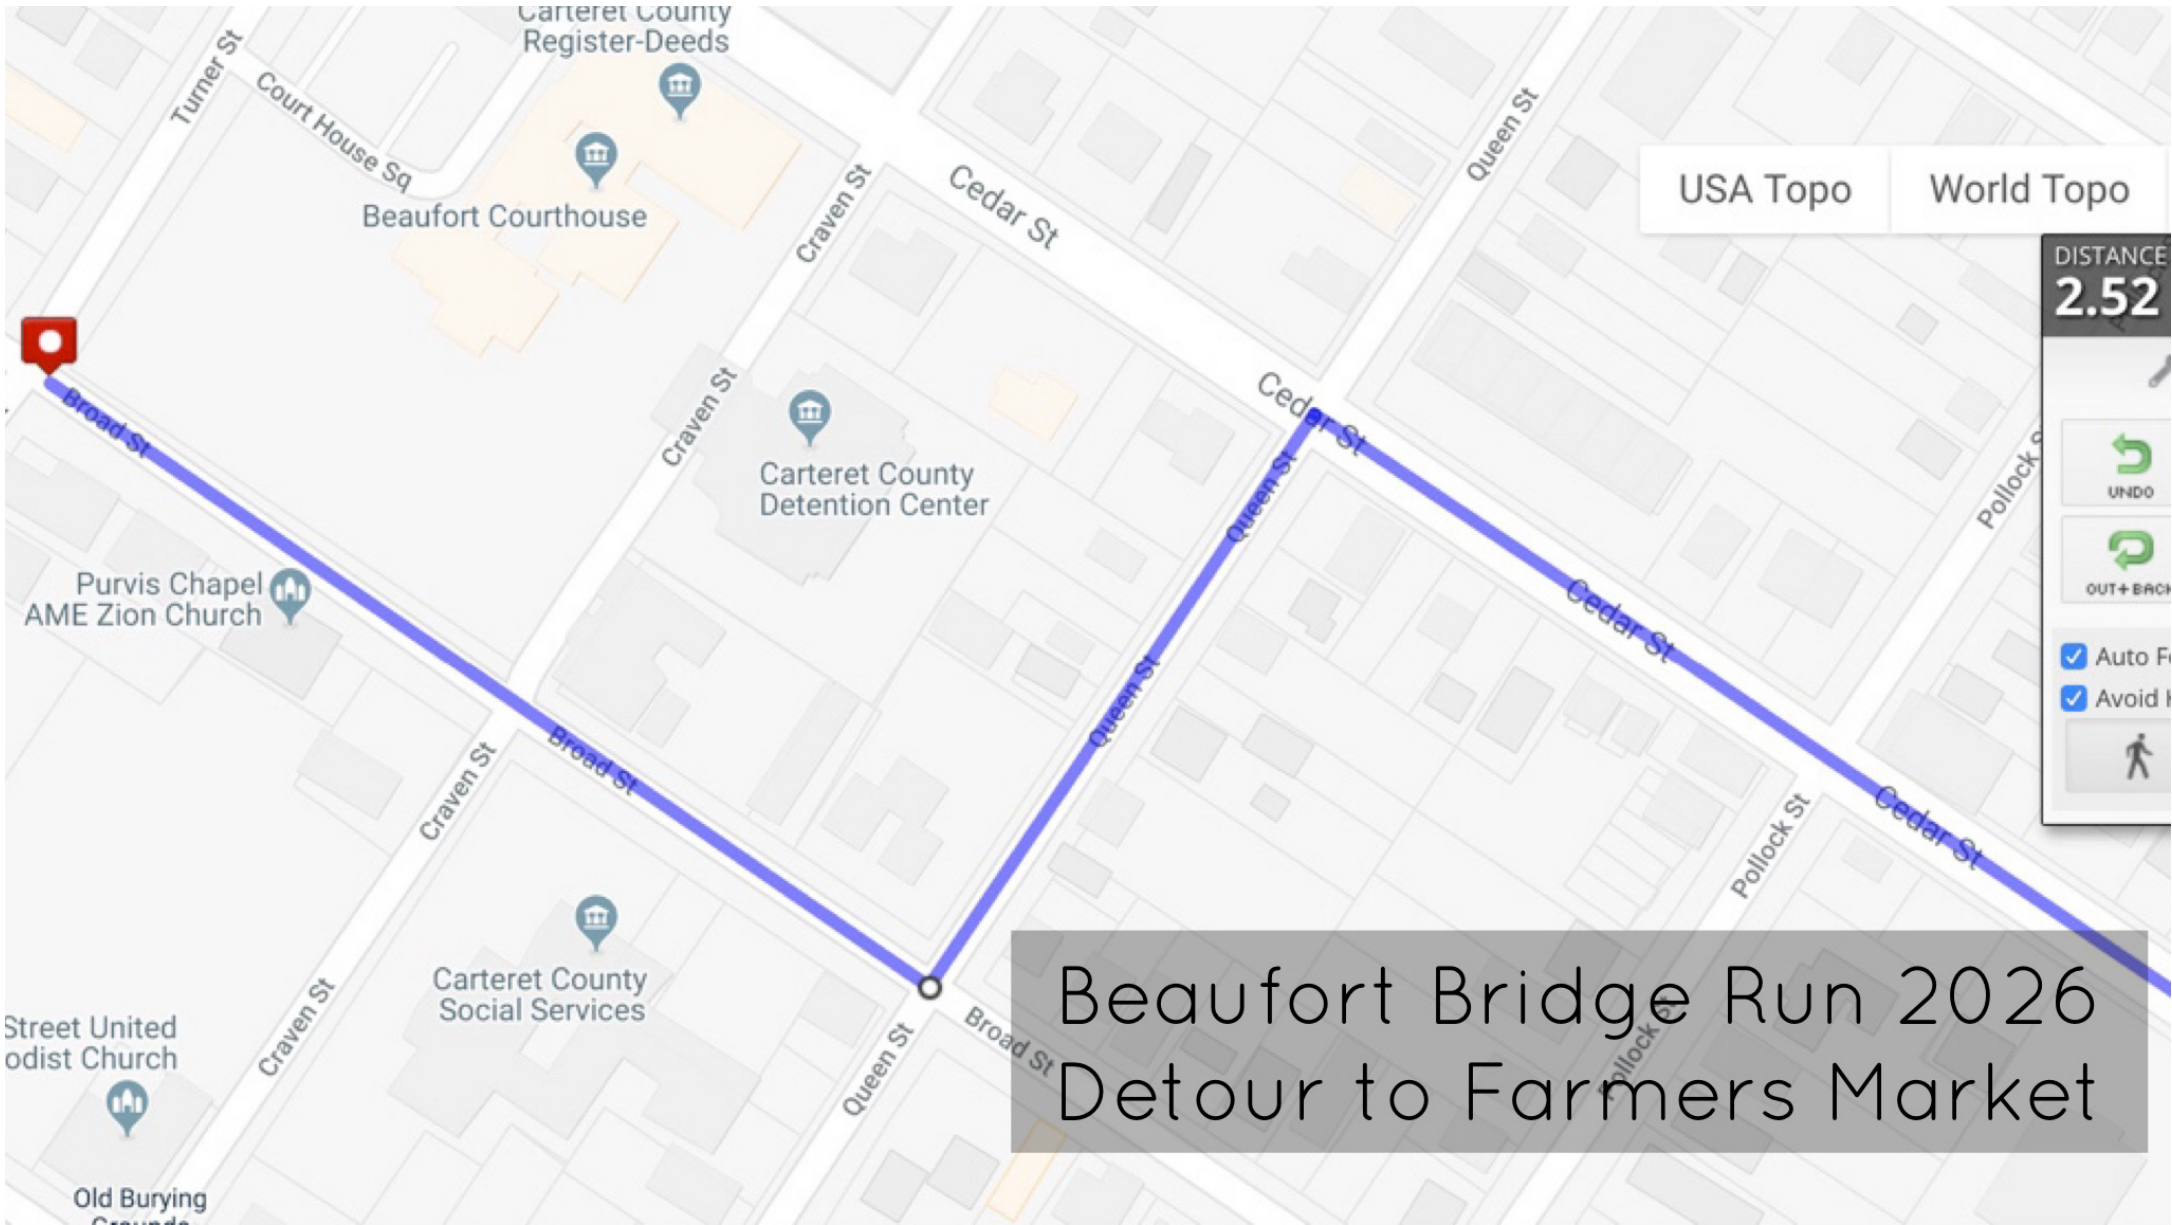 Carteret County
Register-Deeds
Turner St
Court House Sq
Queen St
Beaufort Courthouse
Craven St
Cedar St
USA Topo
World Topo
DISTANCE
2.52
Cedar St
Broad St
Craven St
Carteret County
Detention Center
Queen St
Pollock S
UNDO
OUT+BACK
Purvis Chapel
AME Zion Church
Cedar St
Auto F
Avoid
Queen St
Broad St
Craven St
Cedar St
Pollock St
Carteret County
Social Services
Craven St
Street United
odist Church
Queen St
Broad St
Pollock St
Beaufort Bridge Run 2026
Detour to Farmers Market
Old Burying
Grounds